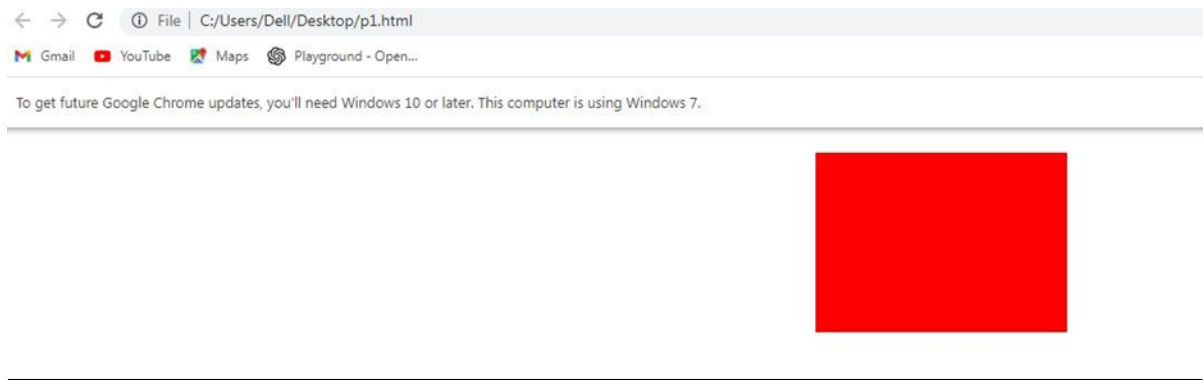 File | C:/Users/Dell/Desktop/p1.html
Gmail YouTube Maps Playground - Open...
To get future Google Chrome updates, you'll need Windows 10 or later. This computer is using Windows 7.